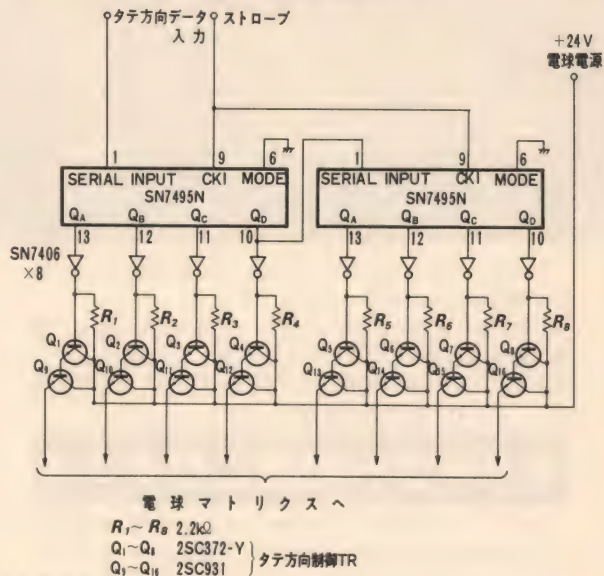 タテ方向データ ストローブ
入力
+24V
電球電源
1 9 6 1 9 6
SERIAL INPUT CKI MODE SERIAL INPUT CKI MODE
SN7495N SN7495N
QA QB QC QD QA QB QC QD
13 12 11 10 13 12 11 10
SN7406
×8
R1 R2 R3 R4 R5 R6 R7 R8
Q1 Q2 Q3 Q4 Q5 Q6 Q7 Q8
Q9 Q10 Q11 Q12 Q13 Q14 Q15 Q16
電球マトリクスへ
R1~R8 2.2kΩ
Q1~Q8 2SC372-Y
Q9~Q16 2SC931
タテ方向制御TR